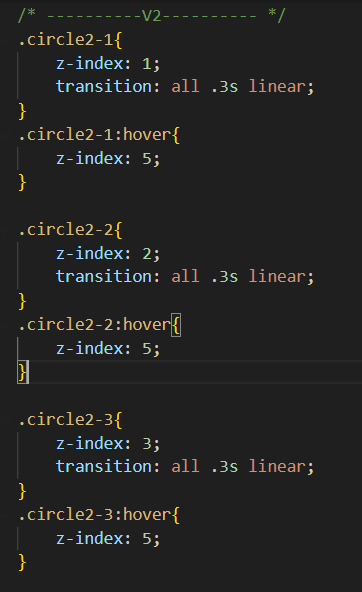 /* ----------V2---------- */
.circle2-1{
z-index: 1;
transition: all .3s linear;
}
.circle2-1:hover{
z-index: 5;
}
.circle2-2{
z-index: 2;
transition: all .3s linear;
}
.circle2-2:hover{
z-index: 5;
}
.circle2-3{
z-index: 3;
transition: all .3s linear;
}
.circle2-3:hover{
z-index: 5;
}